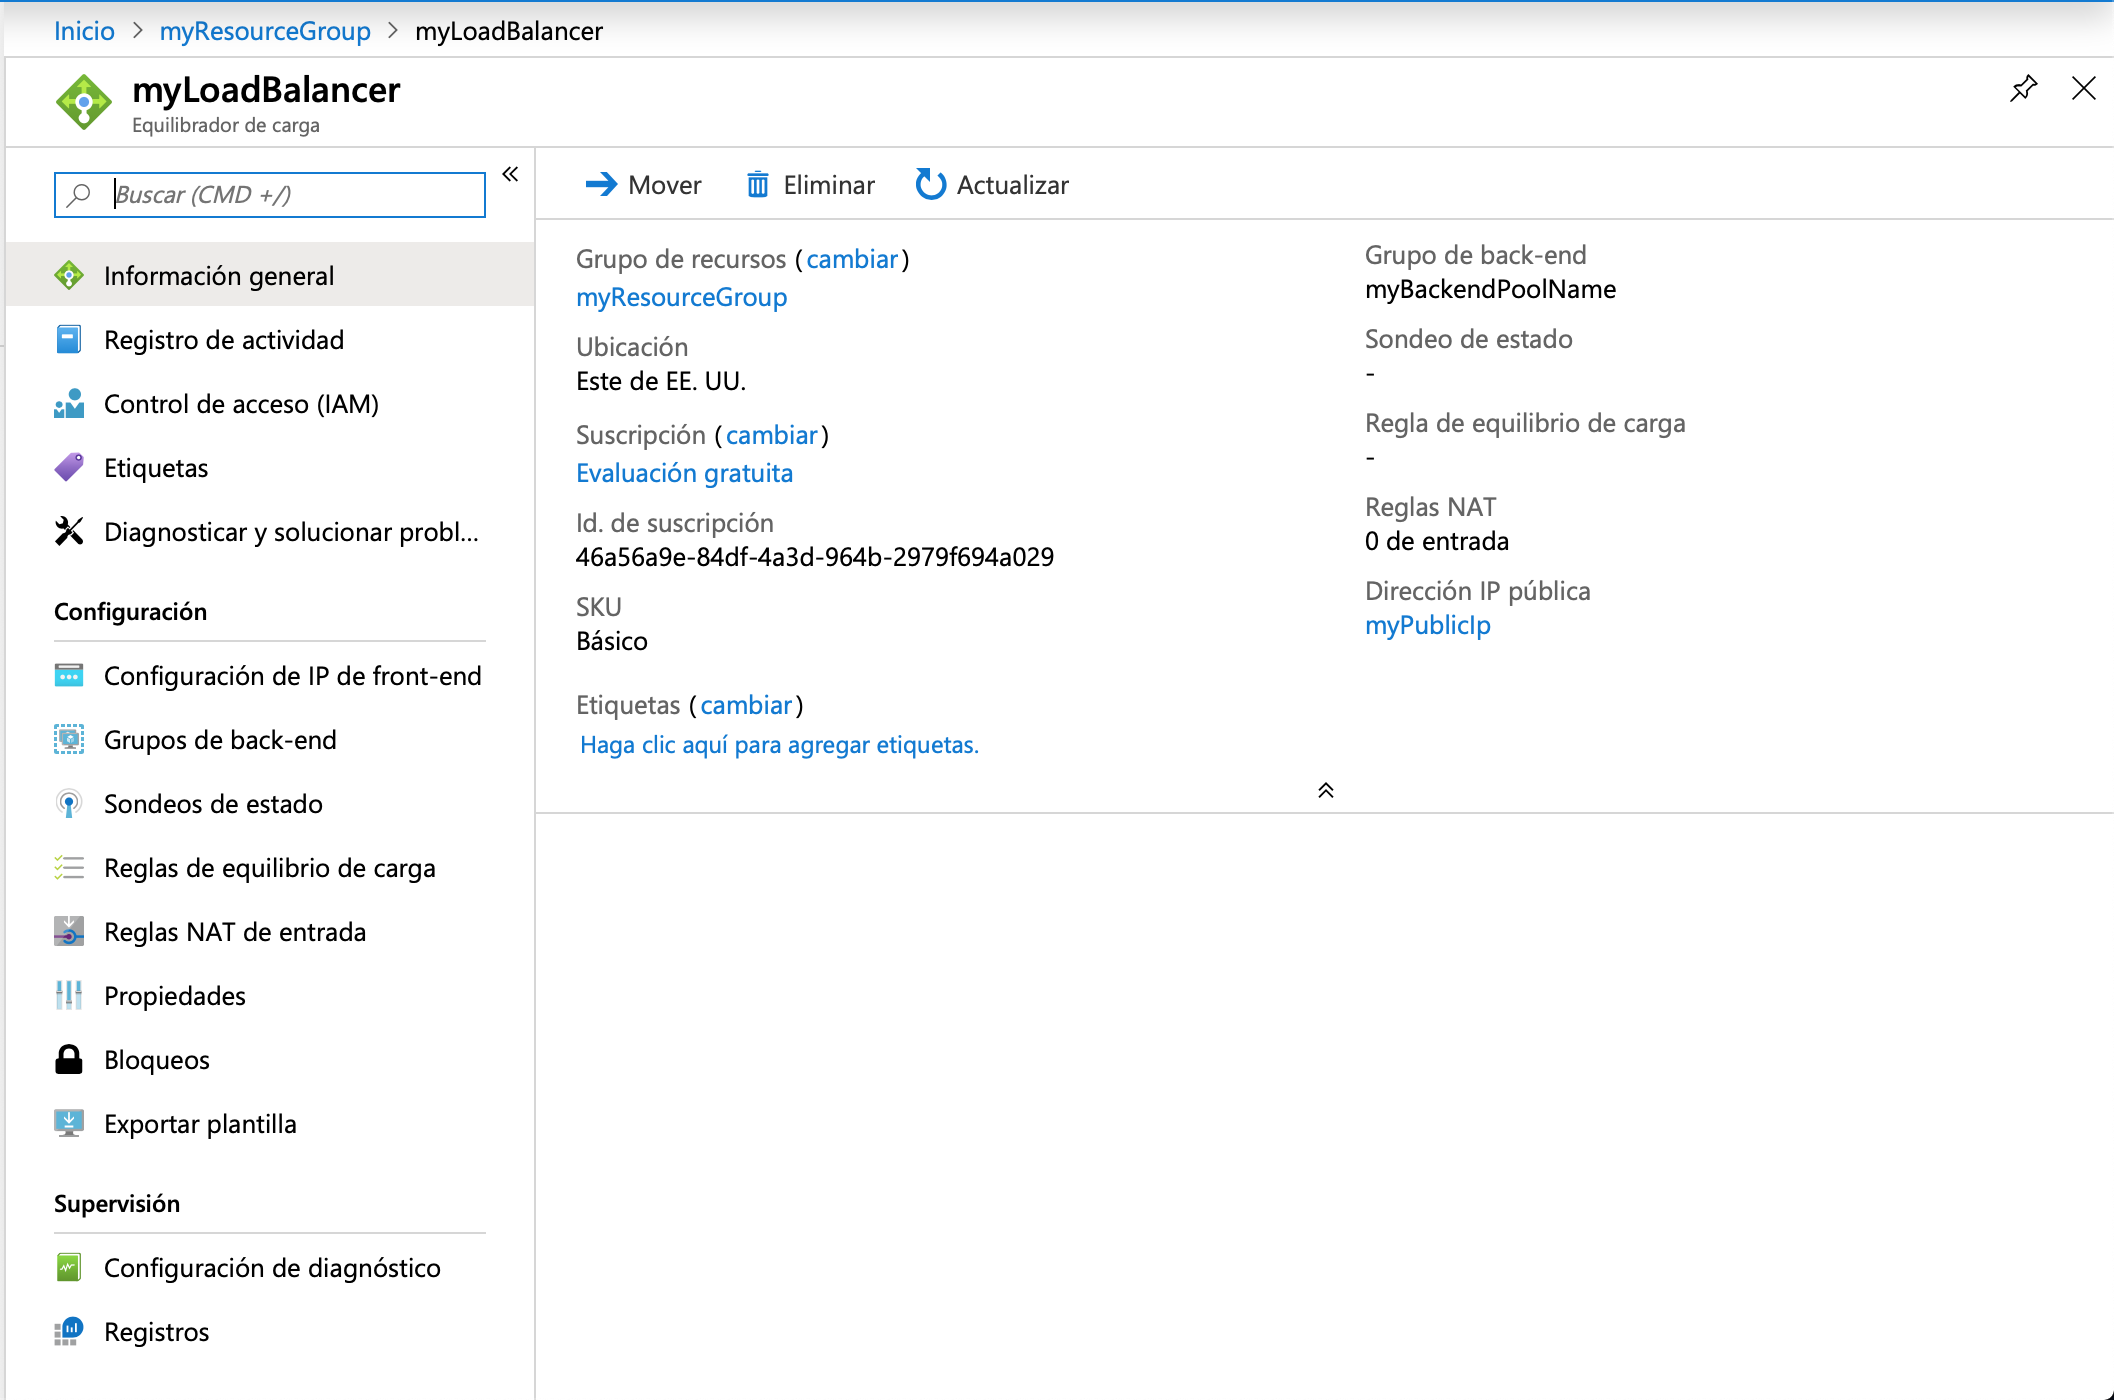 Inicio > myResourceGroup > myLoadBalancer
myLoadBalancer
Equilibrador de carga
Buscar (CMD +/)
«
Información general
Registro de actividad
Control de acceso (IAM)
Etiquetas
Diagnosticar y solucionar probl...
Configuración
Configuración de IP de front-end
Grupos de back-end
Sondeos de estado
Reglas de equilibrio de carga
Reglas NAT de entrada
Propiedades
Bloqueos
Exportar plantilla
Supervisión
Configuración de diagnóstico
Registros
Mover Eliminar Actualizar
Grupo de recursos (cambiar)
myResourceGroup
Ubicación
Este de EE. UU.
Suscripción (cambiar)
Evaluación gratuita
Id. de suscripción
46a56a9e-84df-4a3d-964b-2979f694a029
SKU
Básico
Etiquetas (cambiar)
Haga clic aquí para agregar etiquetas.
Grupo de back-end
myBackendPoolName
Sondeo de estado
-
Regla de equilibrio de carga
-
Reglas NAT
0 de entrada
Dirección IP pública
myPublicIp